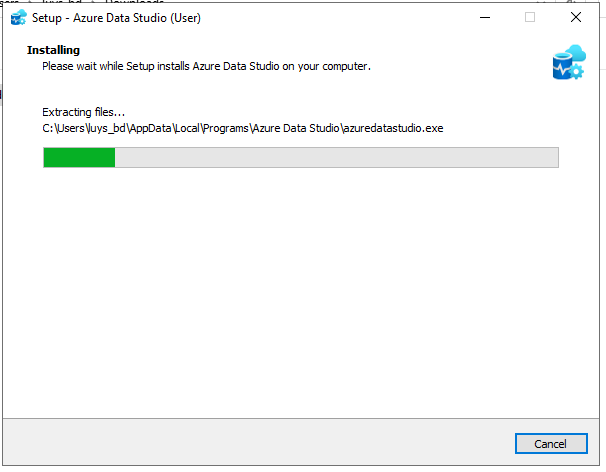 Setup - Azure Data Studio (User)
Installing
Please wait while Setup installs Azure Data Studio on your computer.
Extracting files...
C:\Users\luys_bd\AppData\Local\Programs\Azure Data Studio\azuredatastudio.exe
Cancel